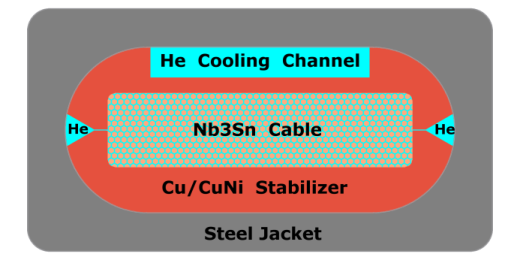 He Cooling Channel
He
Nb3Sn Cable
He
Cu/CuNi Stabilizer
Steel Jacket